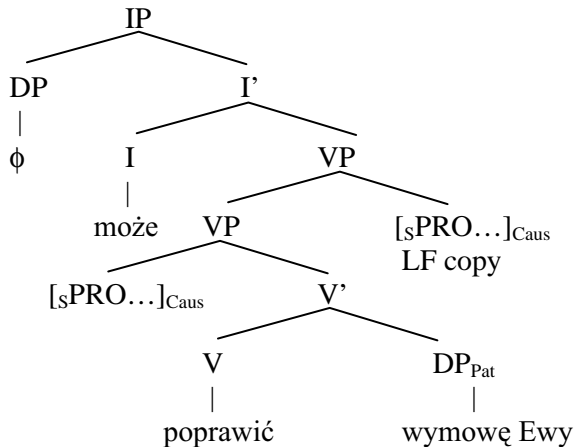 IP
DP I’
ϕ I VP
może VP [SPRO…]Caus
LF copy
[SPRO…]Caus V’
V DPPat
poprawić wymowę Ewy